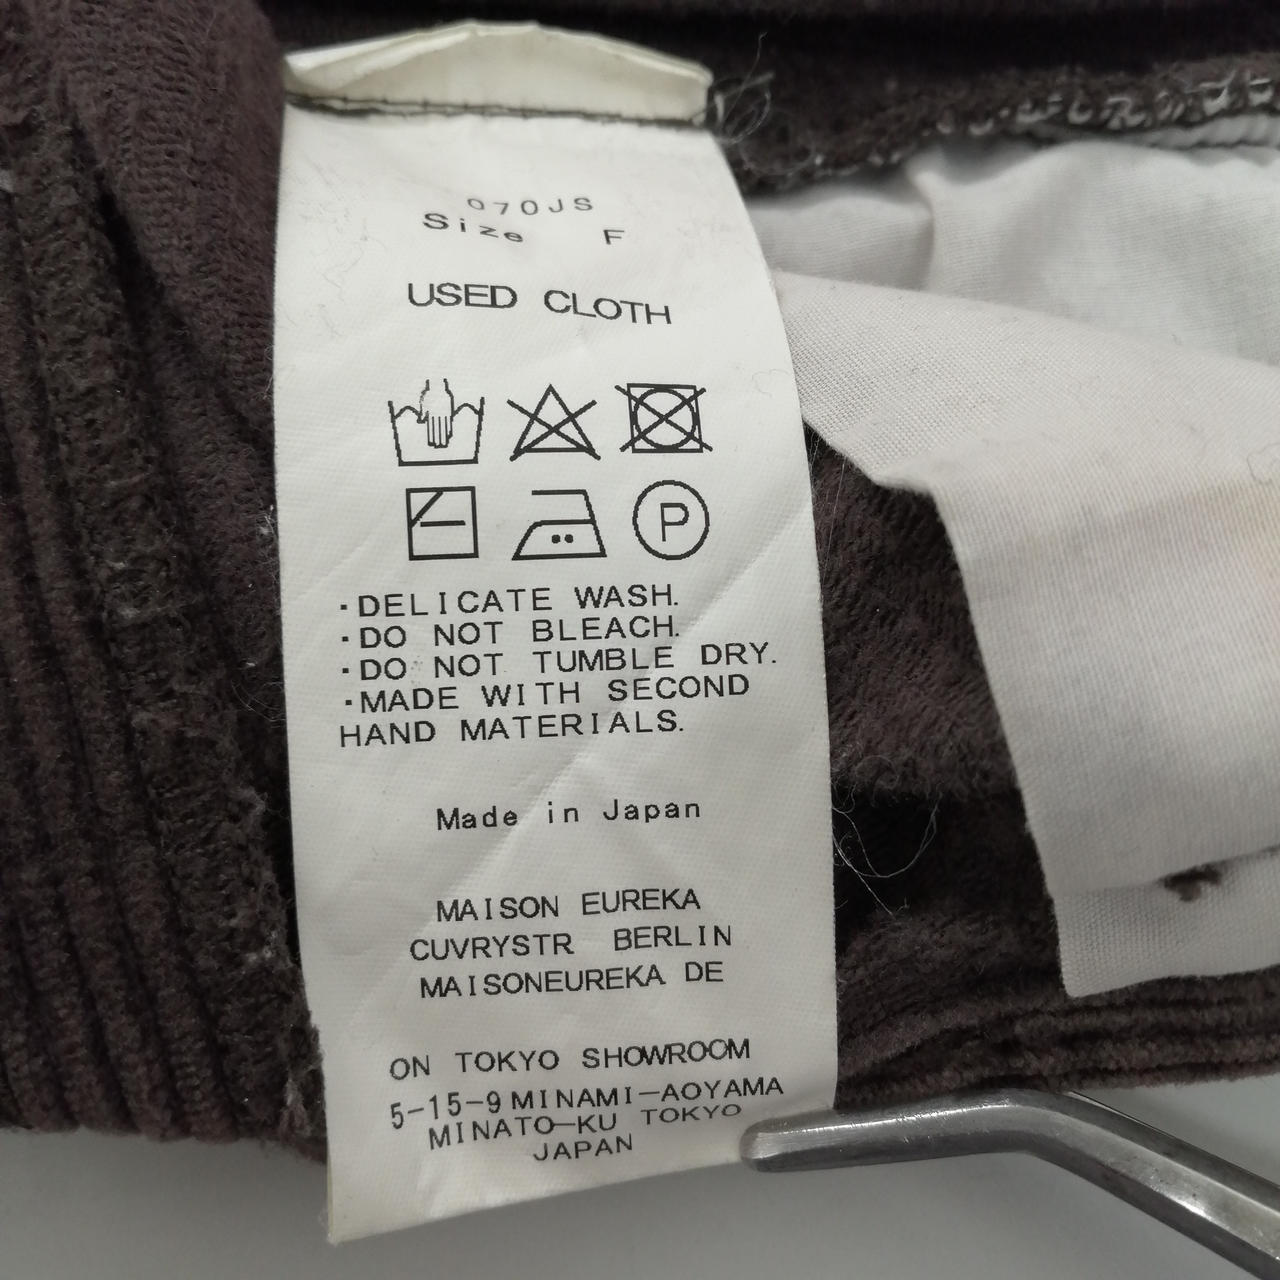 070JS
Size F
USED CLOTH
P
・DELICATE WASH.
・DO NOT BLEACH.
・DO NOT TUMBLE DRY.
・MADE WITH SECOND
HAND MATERIALS.
Made in Japan
MAISON EUREKA
CUVRYSTR BERLIN
MAISONEUREKA DE
ON TOKYO SHOWROOM
5-15-9 MINAMI-AOYAMA
MINATO-KU TOKYO
JAPAN